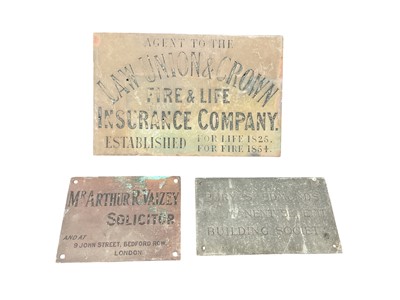 AGENT TO THE
LAW UNION & CROWN
FIRE & LIFE
INSURANCE COMPANY.
ESTABLISHED FOR LIFE 1825.
FOR FIRE 1854.
MR ARTHUR R. VAIZEY
SOLICITOR
AND AT
9 JOHN STREET, BEDFORD ROW,
LONDON.
BUILDING SOCIETY